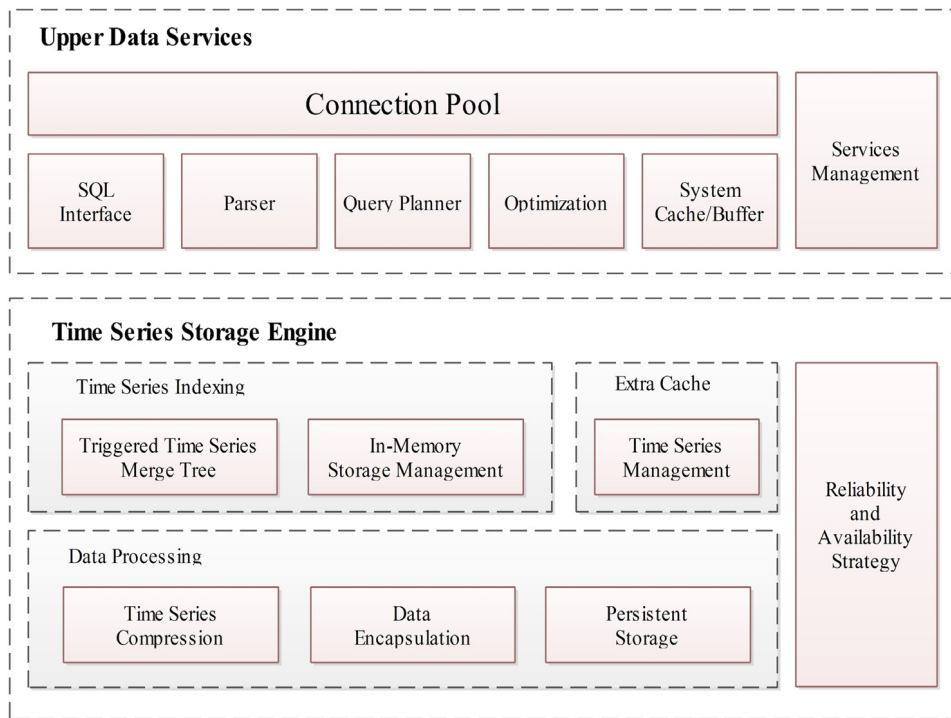 Upper Data Services
Connection Pool
Services
Management
SQL
Interface
Parser
Query Planner
Optimization
System
Cache/Buffer
Time Series Storage Engine
Time Series Indexing
Triggered Time Series
Merge Tree
In-Memory
Storage Management
Extra Cache
Time Series
Management
Reliability
and
Availability
Strategy
Data Processing
Time Series
Compression
Data
Encapsulation
Persistent
Storage